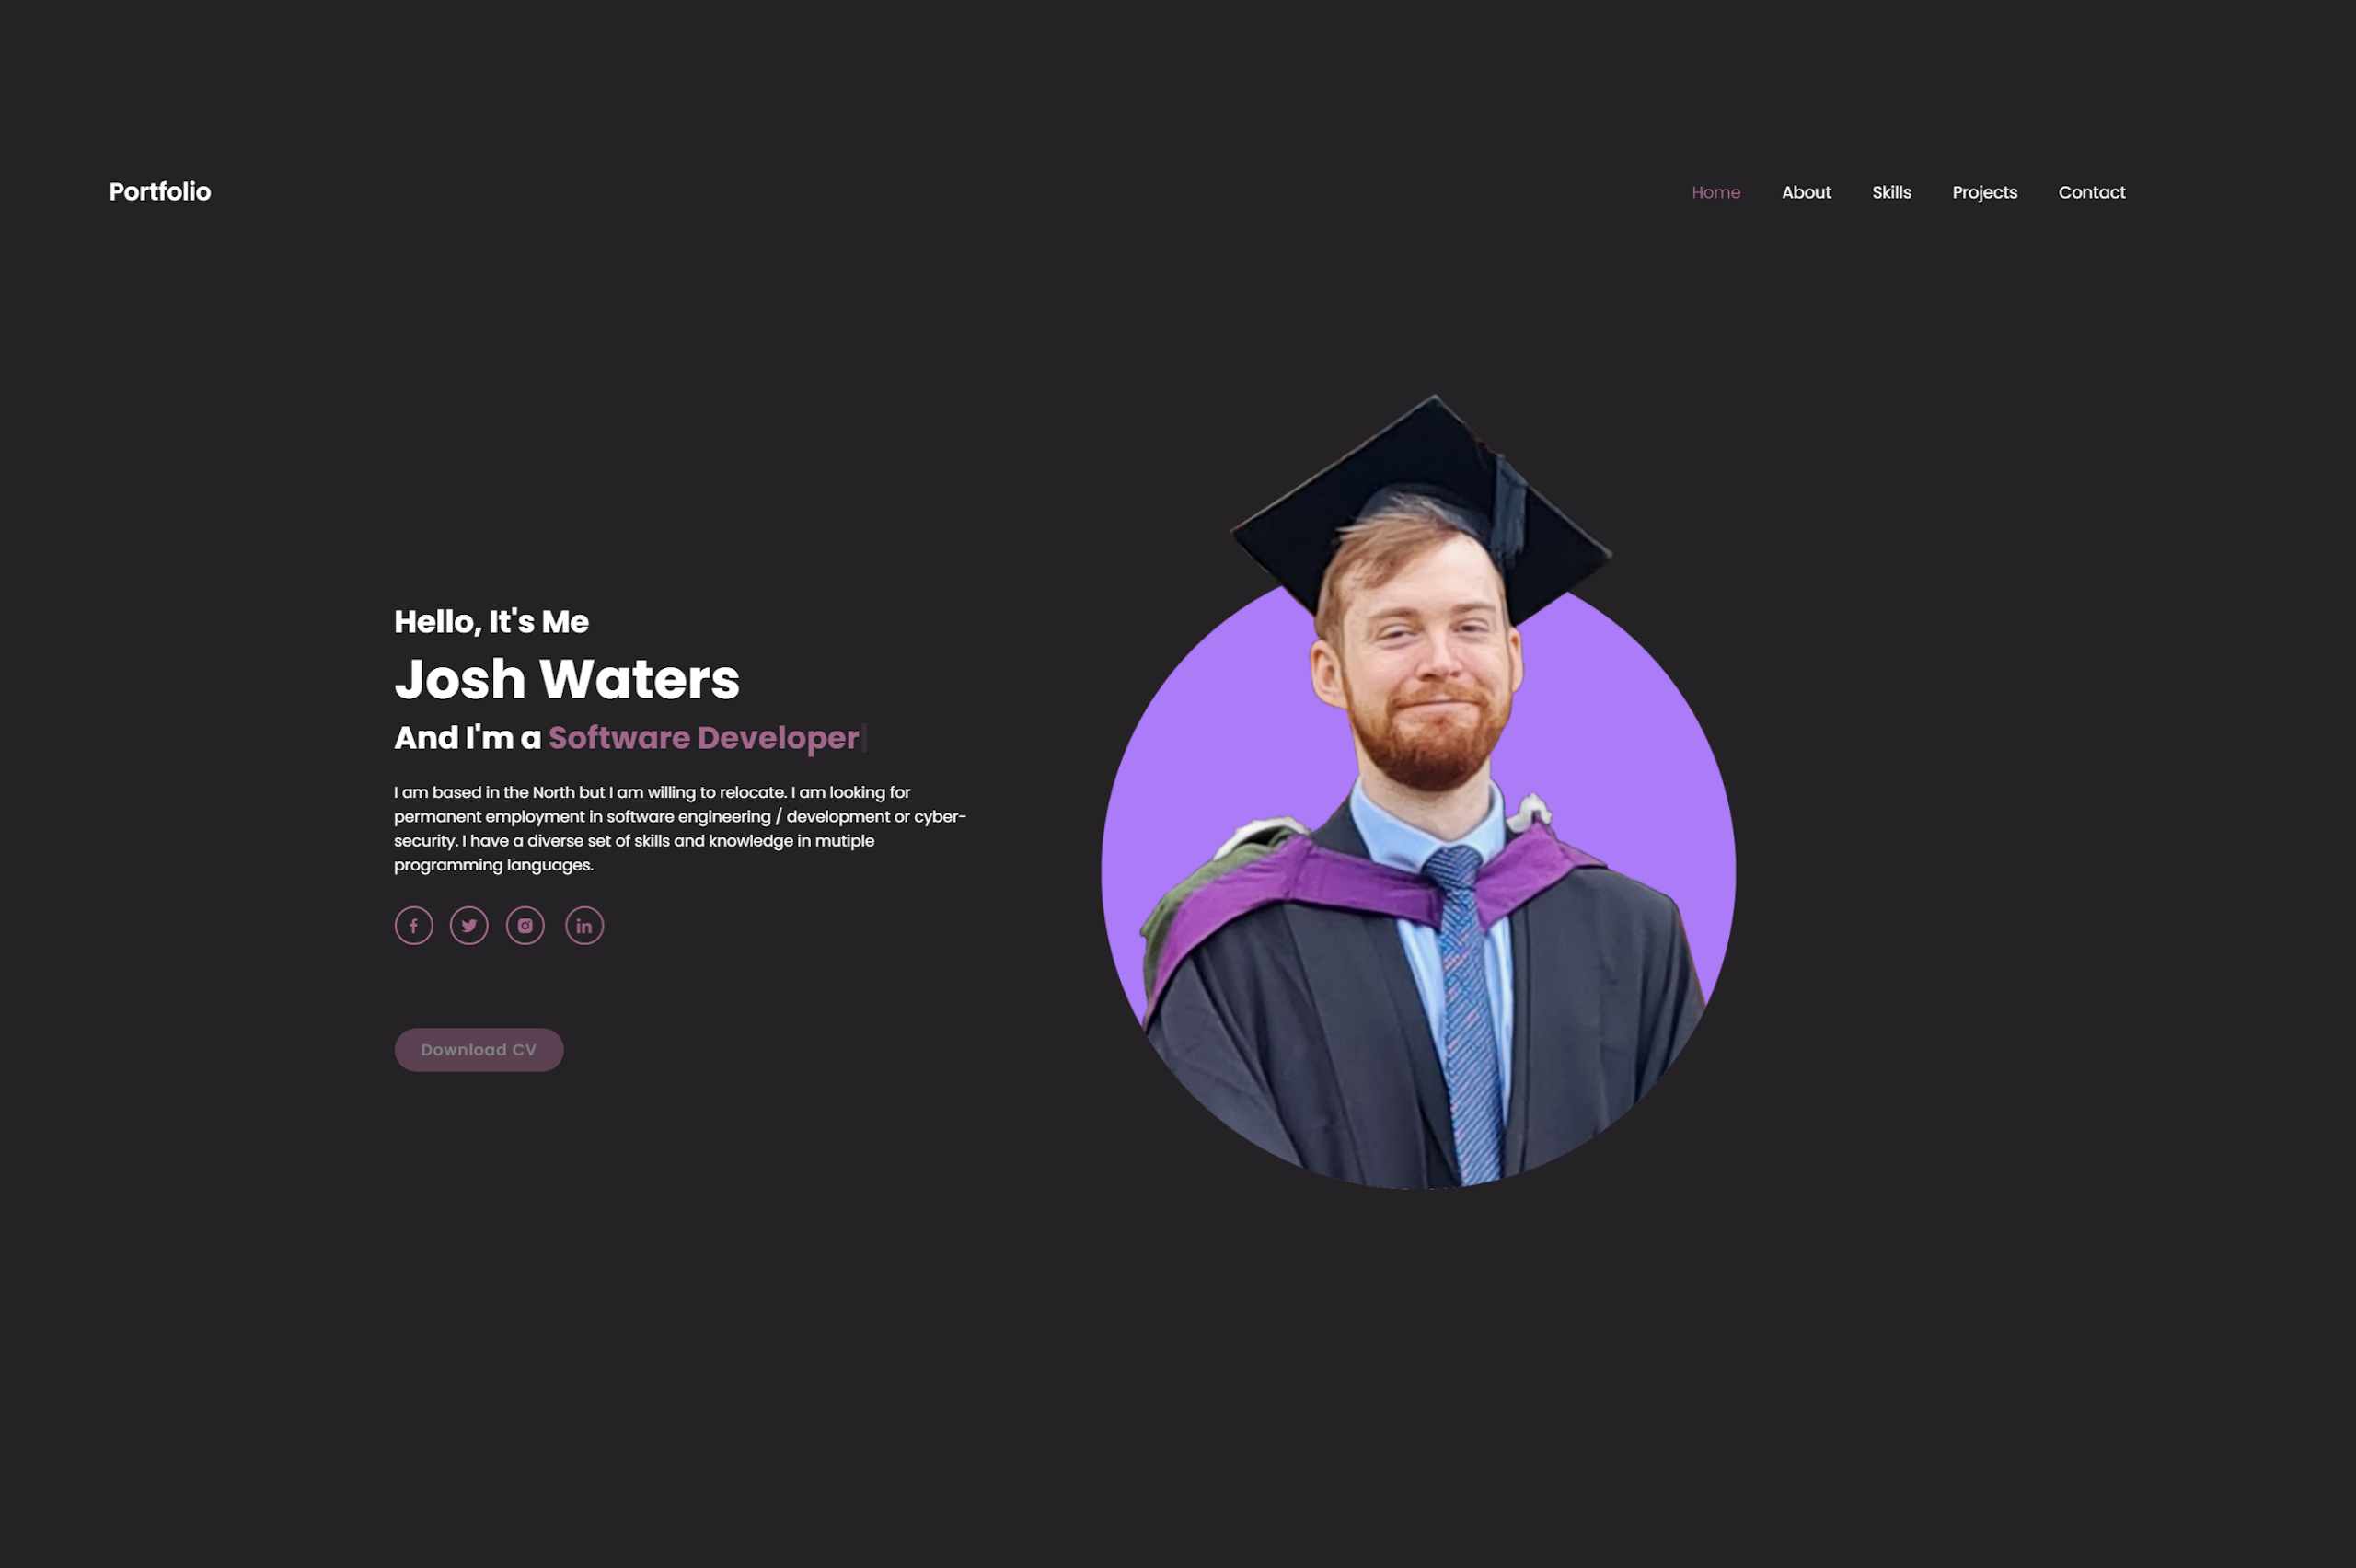 Portfolio
Home About Skills Projects Contact
Hello, It's Me
Josh Waters
And I'm a Software Developer
I am based in the North but I am willing to relocate. I am looking for
permanent employment in software engineering / development or cyber-
security. I have a diverse set of skills and knowledge in mutiple
programming languages.
Download CV